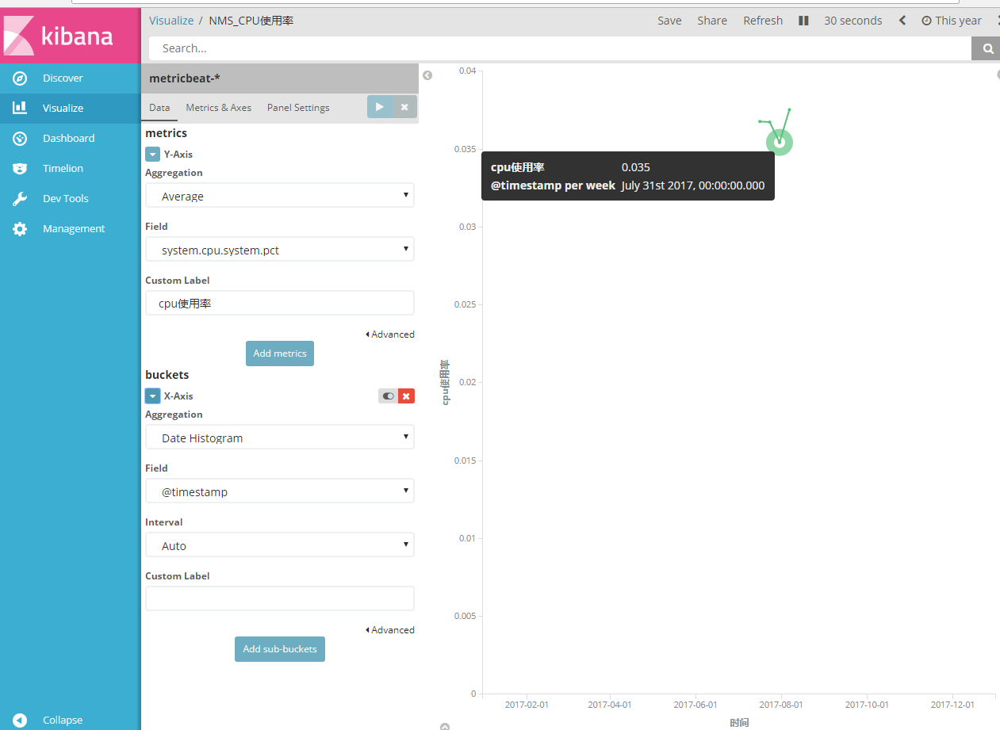 kibana
Visualize / NMS_CPU使用率
Save Share Refresh 30 seconds This year
Search...
Discover
Visualize
Dashboard
Timelion
Dev Tools
Management
Collapse
metricbeat-*
Data Metrics & Axes Panel Settings
metrics
Y-Axis
Aggregation
Average
Field
system.cpu.system.pct
Custom Label
cpu使用率
Advanced
Add metrics
buckets
X-Axis
Aggregation
Date Histogram
Field
@timestamp
Interval
Auto
Custom Label
Advanced
Add sub-buckets
0.04
0.035
0.03
0.025
0.02
0.015
0.01
0.005
0
cpu使用率
cpu使用率 0.035
@timestamp per week July 31st 2017, 00:00:00.000
2017-02-01 2017-04-01 2017-06-01 2017-08-01 2017-10-01 2017-12-01
时间